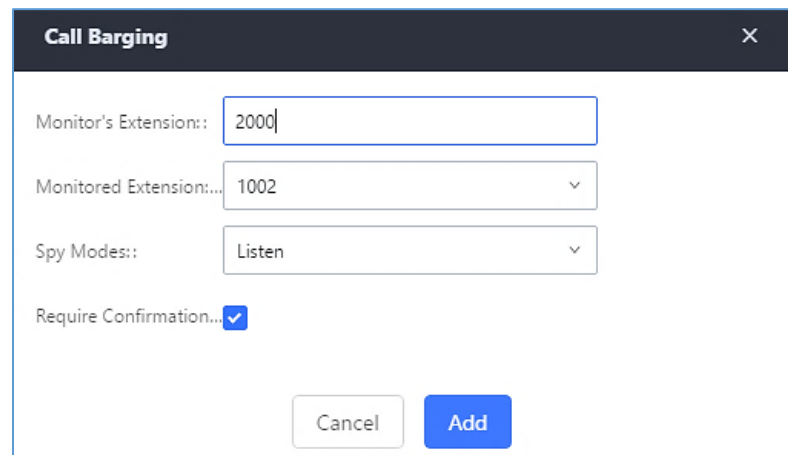 Call Barging
Monitor's Extension:: 2000
Monitored Extension:... 1002
Spy Modes:: Listen
Require Confirmation...
Cancel Add